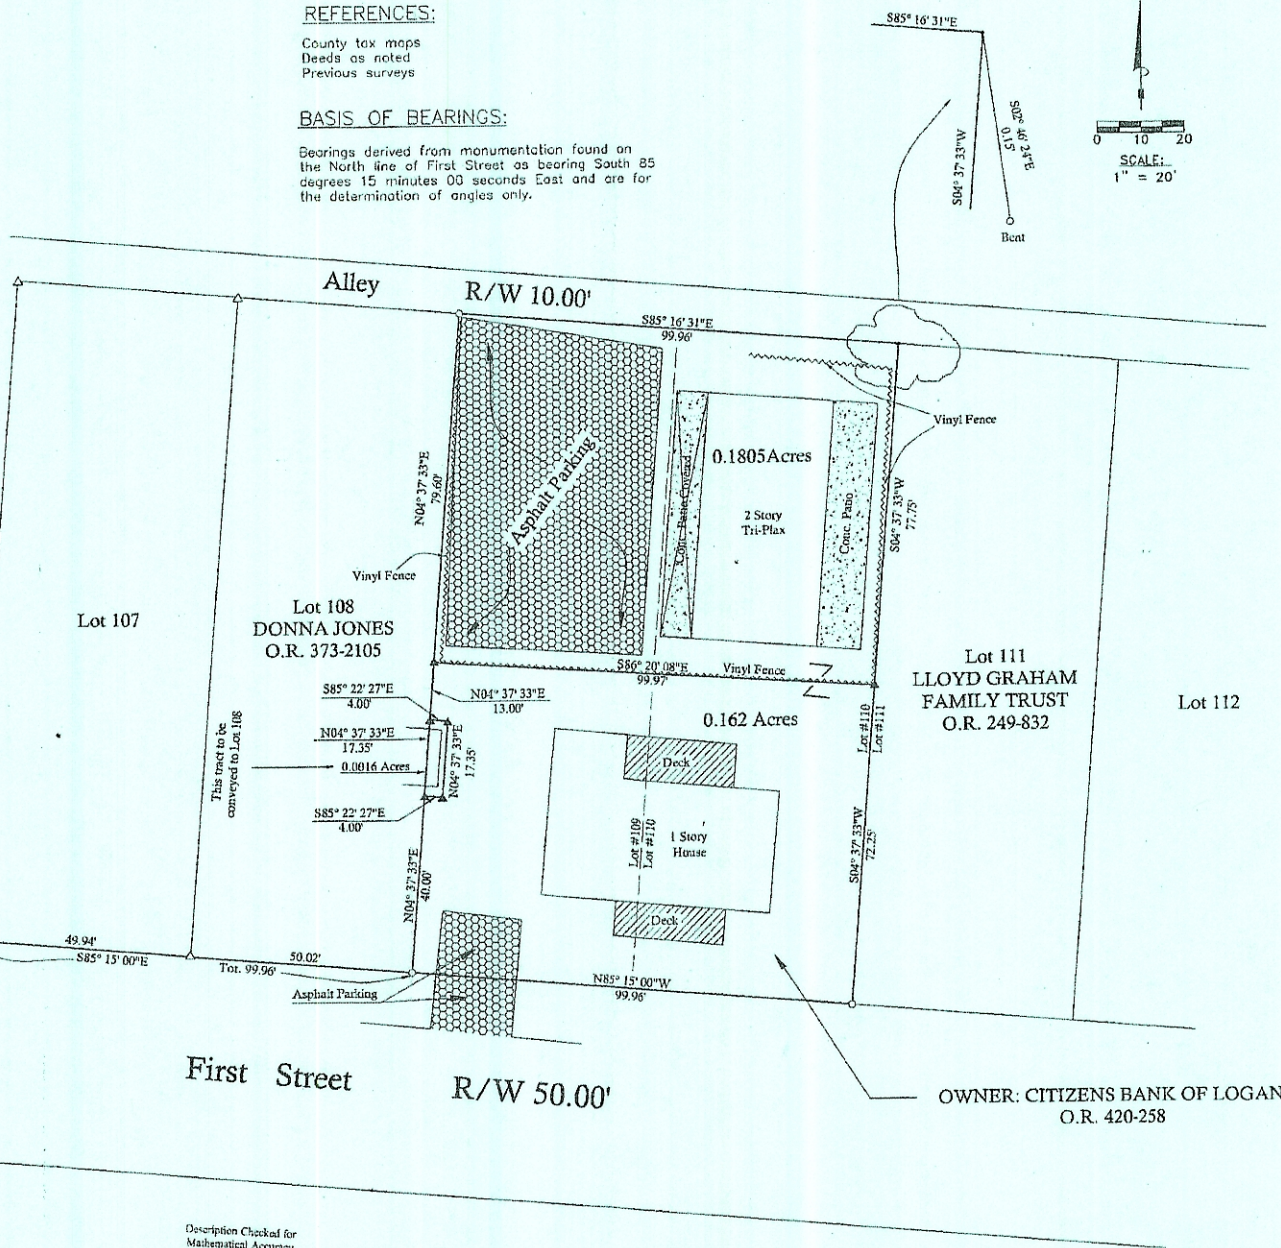 REFERENCES:
County tax maps
Deeds as noted
Previous surveys
BASIS OF BEARINGS:
Bearings derived from monumentation found on
the North line of First Street as bearing South 85
degrees 15 minutes 00 seconds East and are for
the determination of angles only.
S85° 16' 31"E
S04° 37' 33"W
S02° 46' 24"E
0.15'
Bent
0 10 20
SCALE:
1" = 20'
Alley R/W 10.00'
S85° 16' 31"E
99.96'
Vinyl Fence
N04° 37' 33"E
79.60'
Asphalt Parking
Conc. Patio Covered
0.1805Acres
2 Story
Tri-Plax
Conc. Patio
S04° 37' 33"W
77.75'
Vinyl Fence
Lot 107
Lot 108
DONNA JONES
O.R. 373-2105
S86° 20' 08"E
99.97'
Vinyl Fence
Lot 111
LLOYD GRAHAM
FAMILY TRUST
O.R. 249-832
Lot 112
S85° 22' 27"E
4.00'
N04° 37' 33"E
13.00'
N04° 37' 33"E
17.35'
0.0016 Acres
N04° 37' 33"E
17.35'
S85° 22' 27"E
4.00'
This tract to be
conveyed to Lot 108
0.162 Acres
Lot #110
Lot #111
Deck
Lot #109
Lot #110
1 Story
House
Deck
S04° 37' 33"W
72.25'
N04° 37' 33"E
40.00'
49.94'
S85° 15' 00"E
50.02'
Tot. 99.96'
N85° 15' 00"W
99.96'
Asphalt Parking
First Street R/W 50.00'
OWNER: CITIZENS BANK OF LOGAN
O.R. 420-258
Description Checked for
Mathematical Accuracy